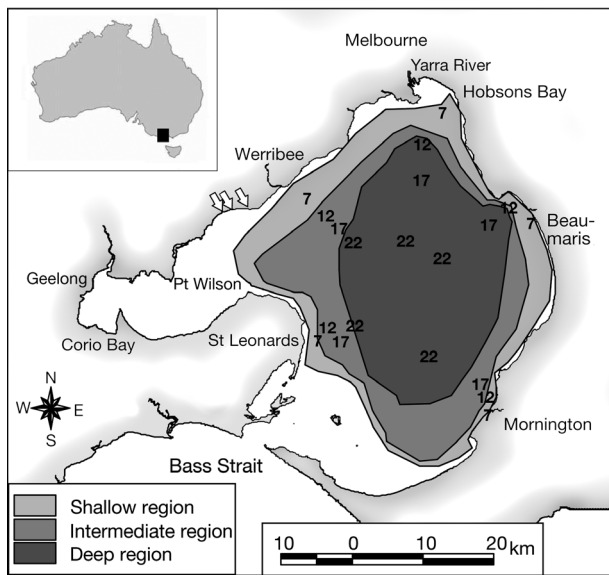 Melbourne
Yarra River
Hobsons Bay
7
12
Werribee
17
7
12
12
17
17
7
Beau-
maris
22
22
22
Geelong
Pt Wilson
12
22
St Leonards
7
17
Corio Bay
22
N
W
E
S
17
12
7
Mornington
Bass Strait
Shallow region
Intermediate region
Deep region
10
0
10
20
km